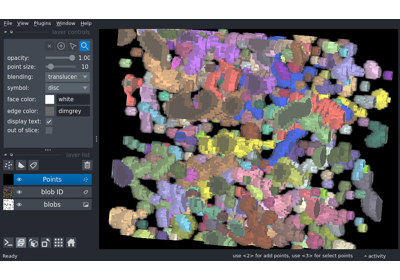 File View Plugins Window Help
layer controls
opacity: 1.00
point size: 10
blending: translucen
symbol: disc
face color: white
edge color: dimgrey
display text:
out of slice:
layer list
Points
blob ID
blobs
Ready use <2> for add points, use <3> for select points activity